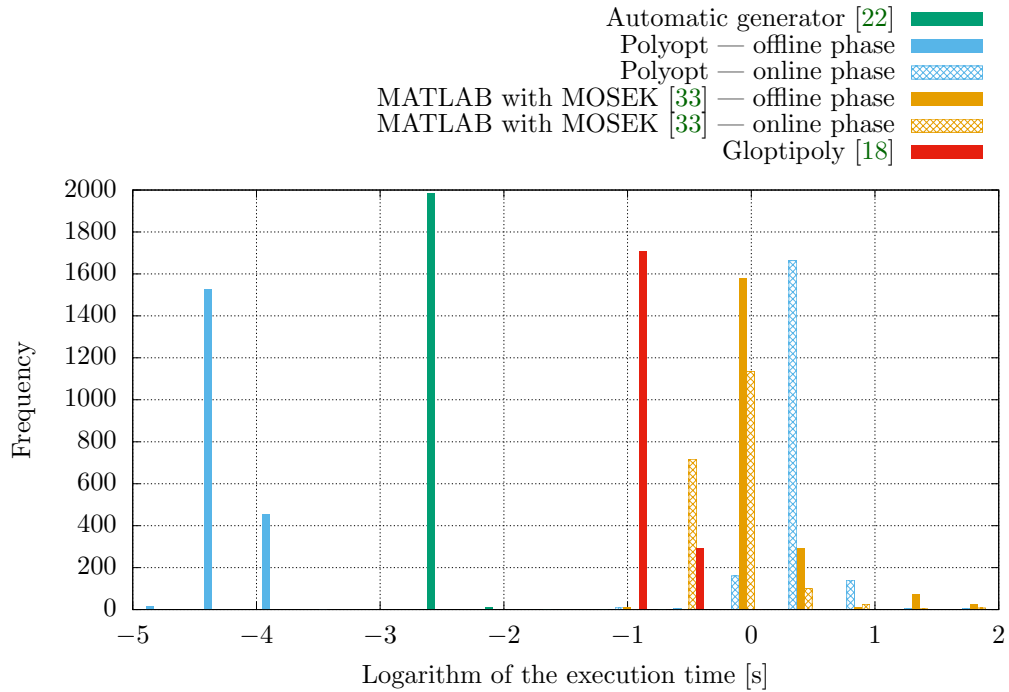 Automatic generator [22]
Polyopt — offline phase
Polyopt — online phase
MATLAB with MOSEK [33] — offline phase
MATLAB with MOSEK [33] — online phase
Gloptipoly [18]
2000
1800
1600
1400
1200
1000
800
600
400
200
0
Frequency
−5 −4 −3 −2 −1 0 1 2
Logarithm of the execution time [s]